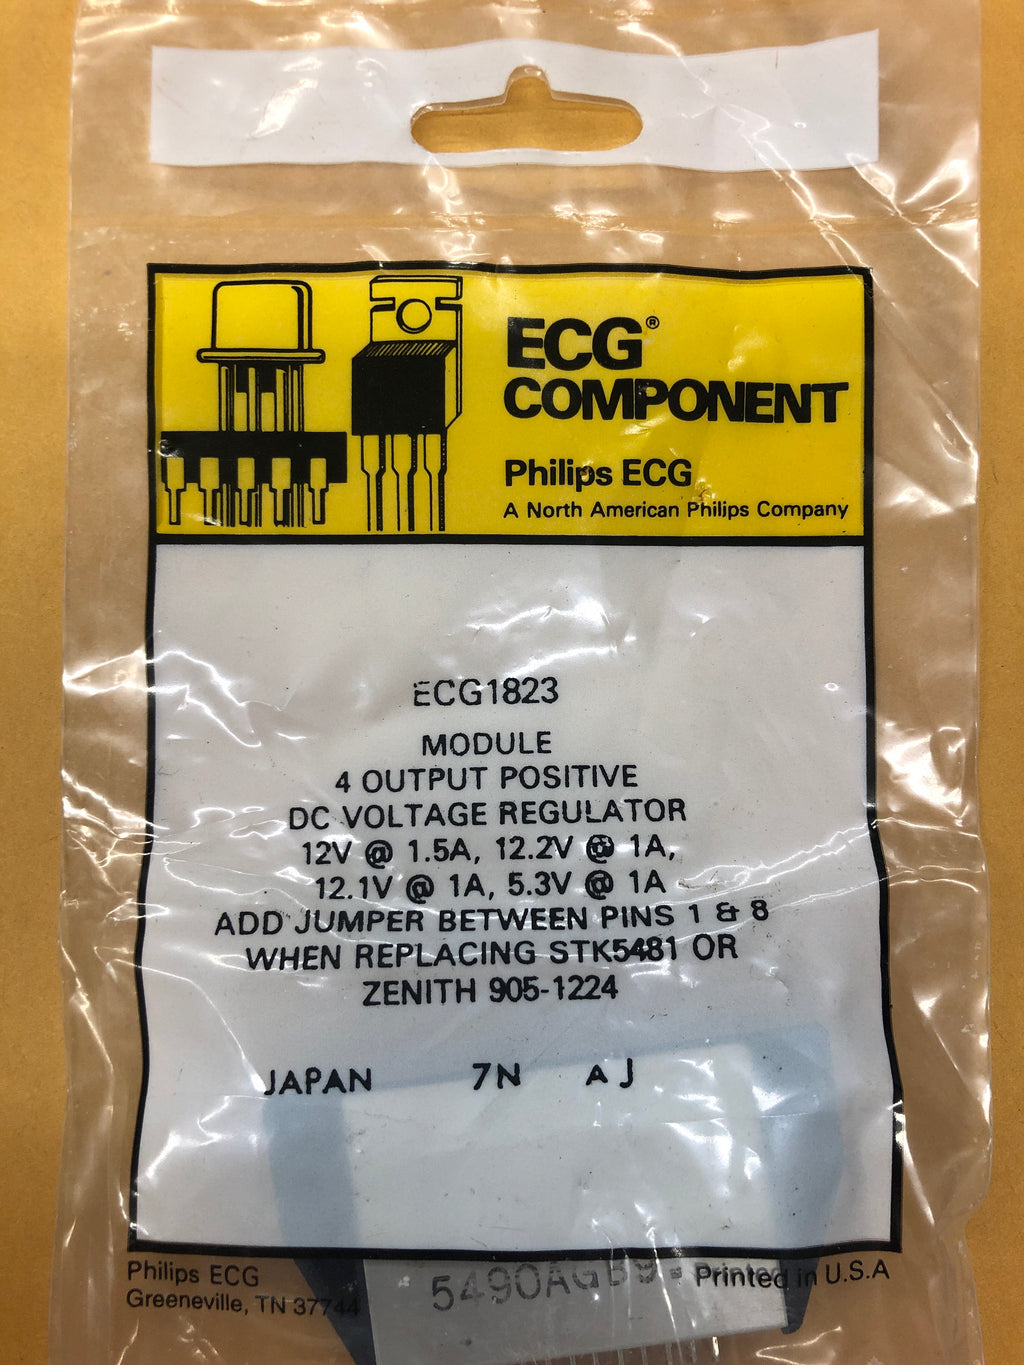 ECG®
COMPONENT
Philips ECG
A North American Philips Company
ECG1823
MODULE
4 OUTPUT POSITIVE
DC VOLTAGE REGULATOR
12V @ 1.5A, 12.2V @ 1A,
12.1V @ 1A, 5.3V @ 1A
ADD JUMPER BETWEEN PINS 1 & 8
WHEN REPLACING STK5481 OR
ZENITH 905-1224
JAPAN 7N AJ
Philips ECG
Greeneville, TN 37744
Printed in U.S.A